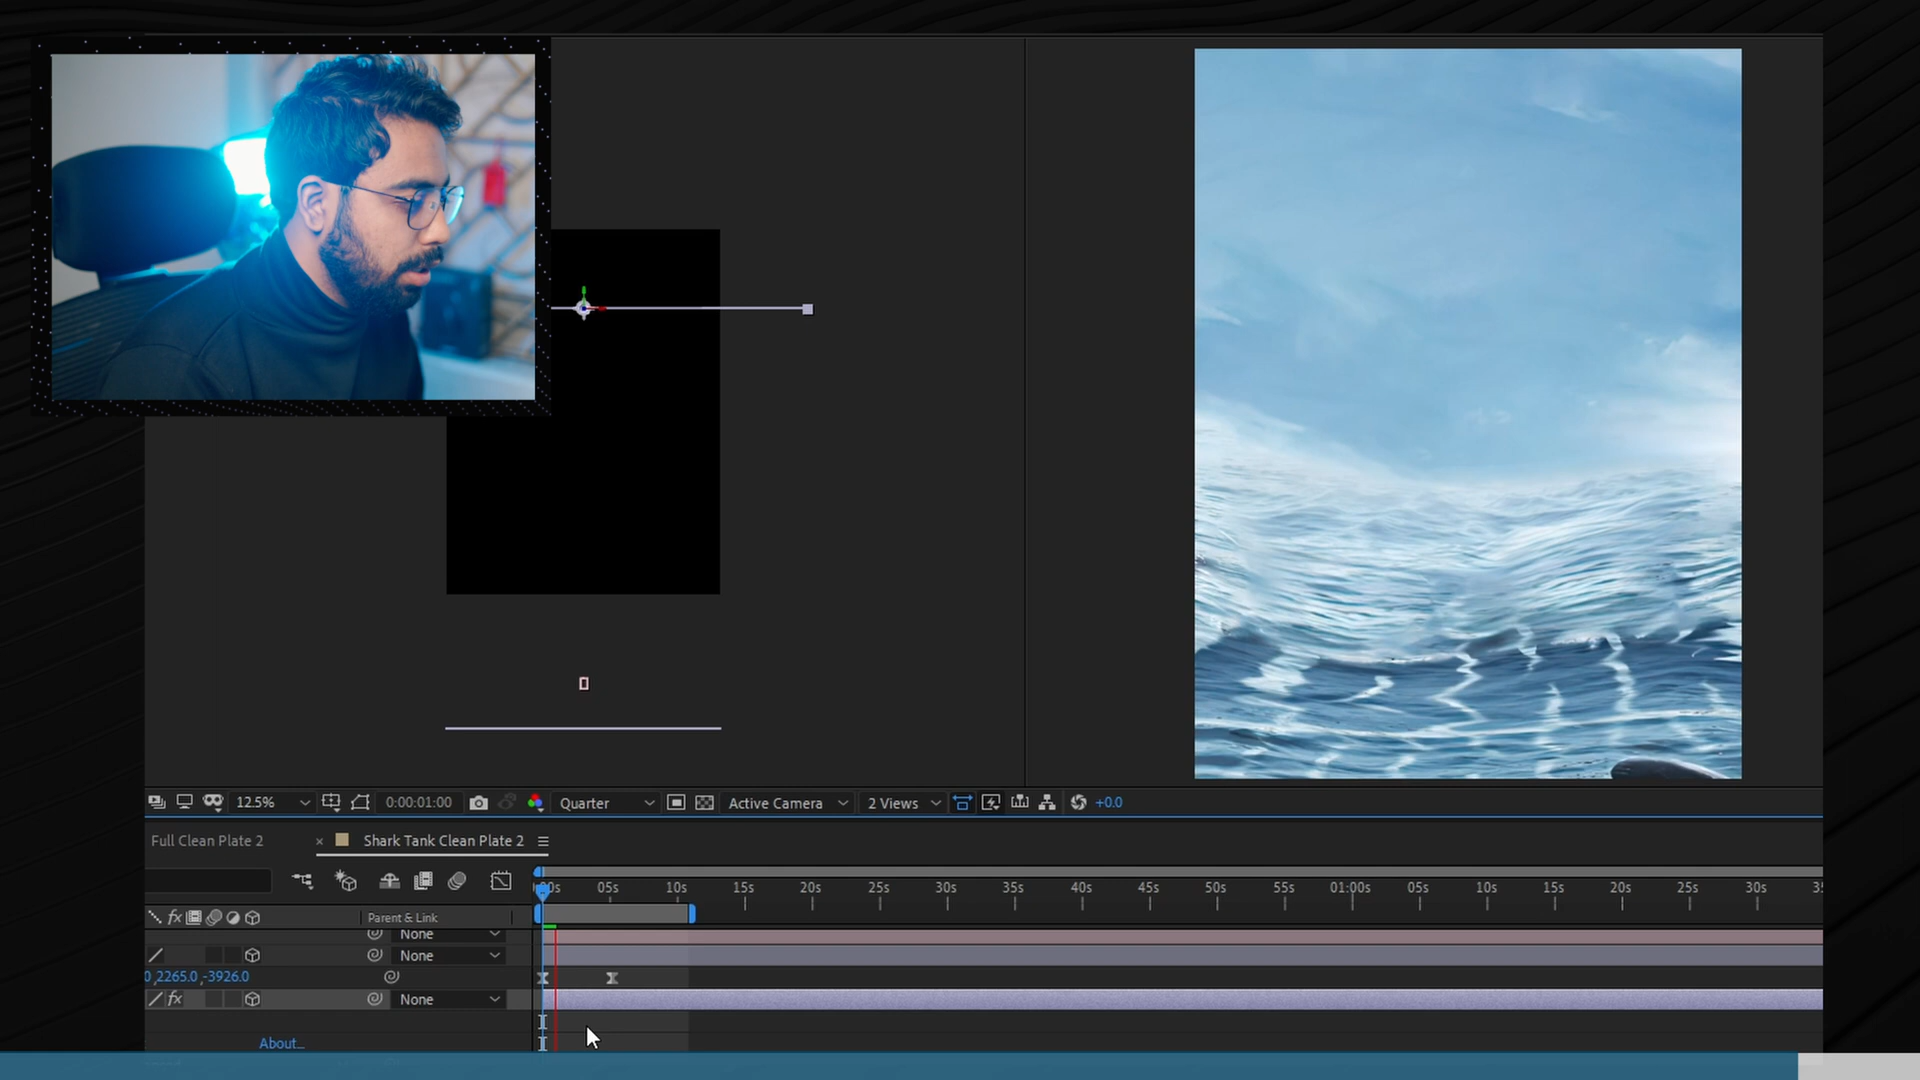 12.5%
0:00:01:00
Quarter
Active Camera
2 Views
+0.0
Full Clean Plate 2
× Shark Tank Clean Plate 2
05s 10s 15s 20s 25s 30s 35s 40s 45s 50s 55s 01:00s 05s 10s 15s 20s 25s 30s
fx
Parent & Link
None
None
0,2265.0,-3926.0
fx
None
About...